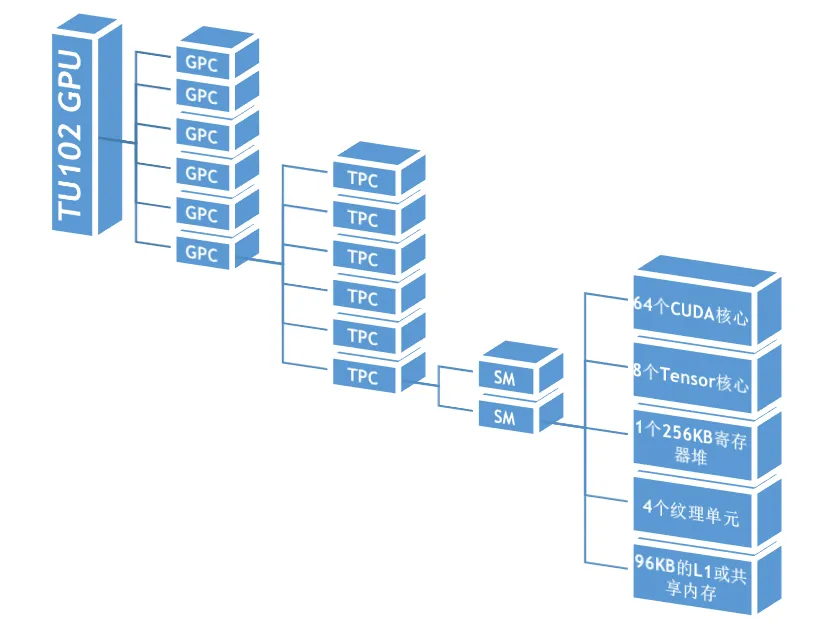 TU102 GPU
GPC
GPC
GPC
GPC
GPC
GPC
TPC
TPC
TPC
TPC
TPC
TPC
SM
SM
64个CUDA核心
8个Tensor核心
1个256KB寄存
器堆
4个纹理单元
96KB的L1或共
享内存